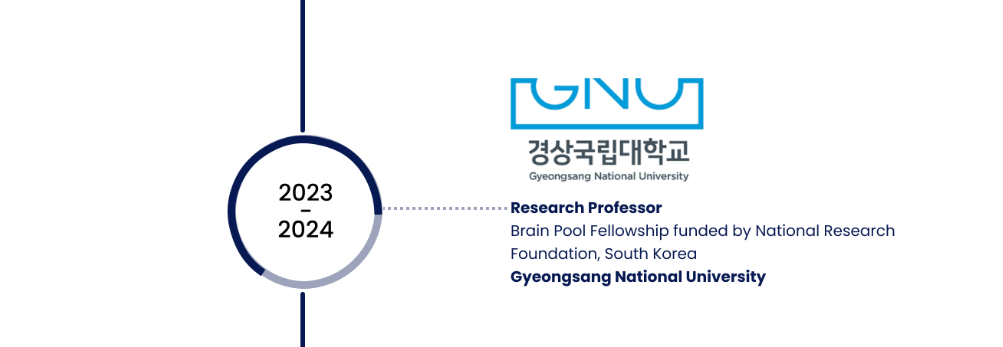 2023
–
2024
GNU
경상국립대학교
Gyeongsang National University
Research Professor
Brain Pool Fellowship funded by National Research
Foundation, South Korea
Gyeongsang National University